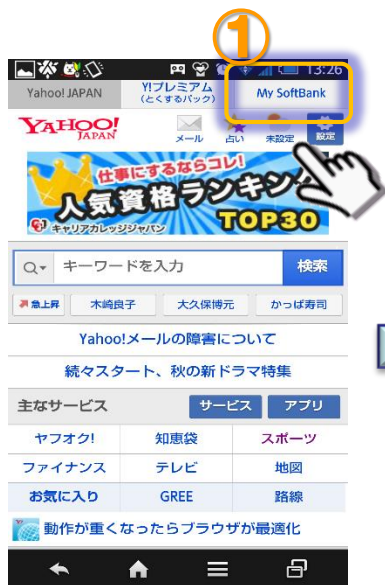 ①
13:26
Yahoo! JAPAN
Y!プレミアム
(とくするパック)
My SoftBank
YAHOO!
JAPAN
メール
占い
未設定
設定
仕事にするならコレ!
人気資格ランキング
TOP30
キャリアカレッジジャパン
キーワードを入力
検索
急上昇
木崎良子
大久保博元
かっぱ寿司
Yahoo!メールの障害について
続々スタート、秋の新ドラマ特集
主なサービス
サービス
アプリ
ヤフオク!
知恵袋
スポーツ
ファイナンス
テレビ
地図
お気に入り
GREE
路線
動作が重くなったらブラウザが最適化